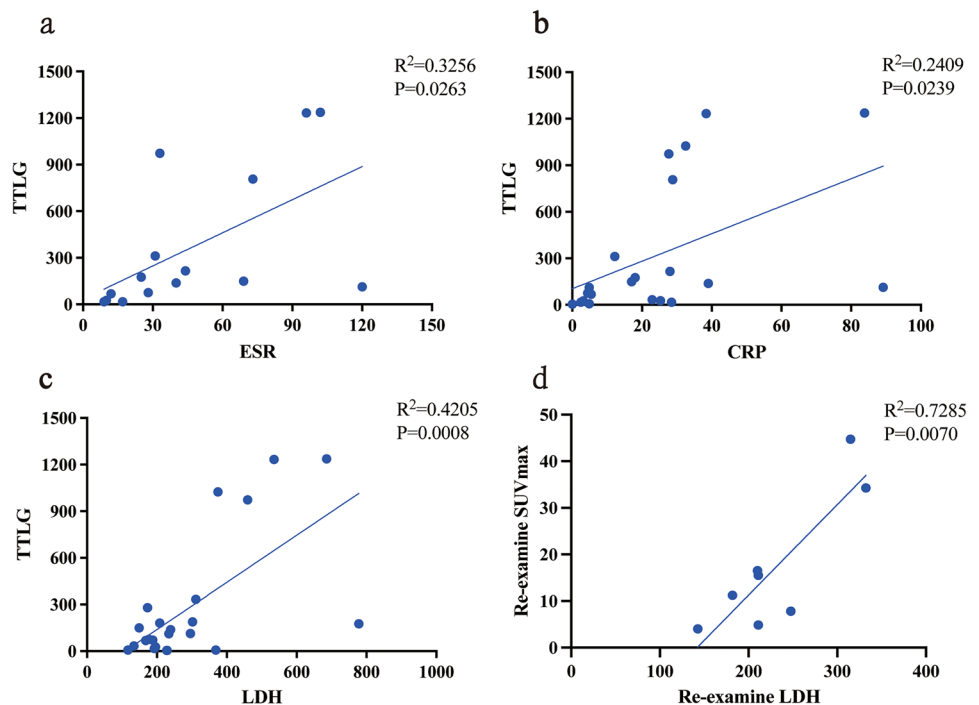 a
R²=0.3256
P=0.0263
1500
1200
900
600
300
0
TTLG
0 30 60 90 120 150
ESR
b
R²=0.2409
P=0.0239
1500
1200
900
600
300
0
TTLG
0 20 40 60 80 100
CRP
c
R²=0.4205
P=0.0008
1500
1200
900
600
300
0
TTLG
0 200 400 600 800 1000
LDH
d
R²=0.7285
P=0.0070
50
40
30
20
10
0
Re-examine SUVmax
0 100 200 300 400
Re-examine LDH